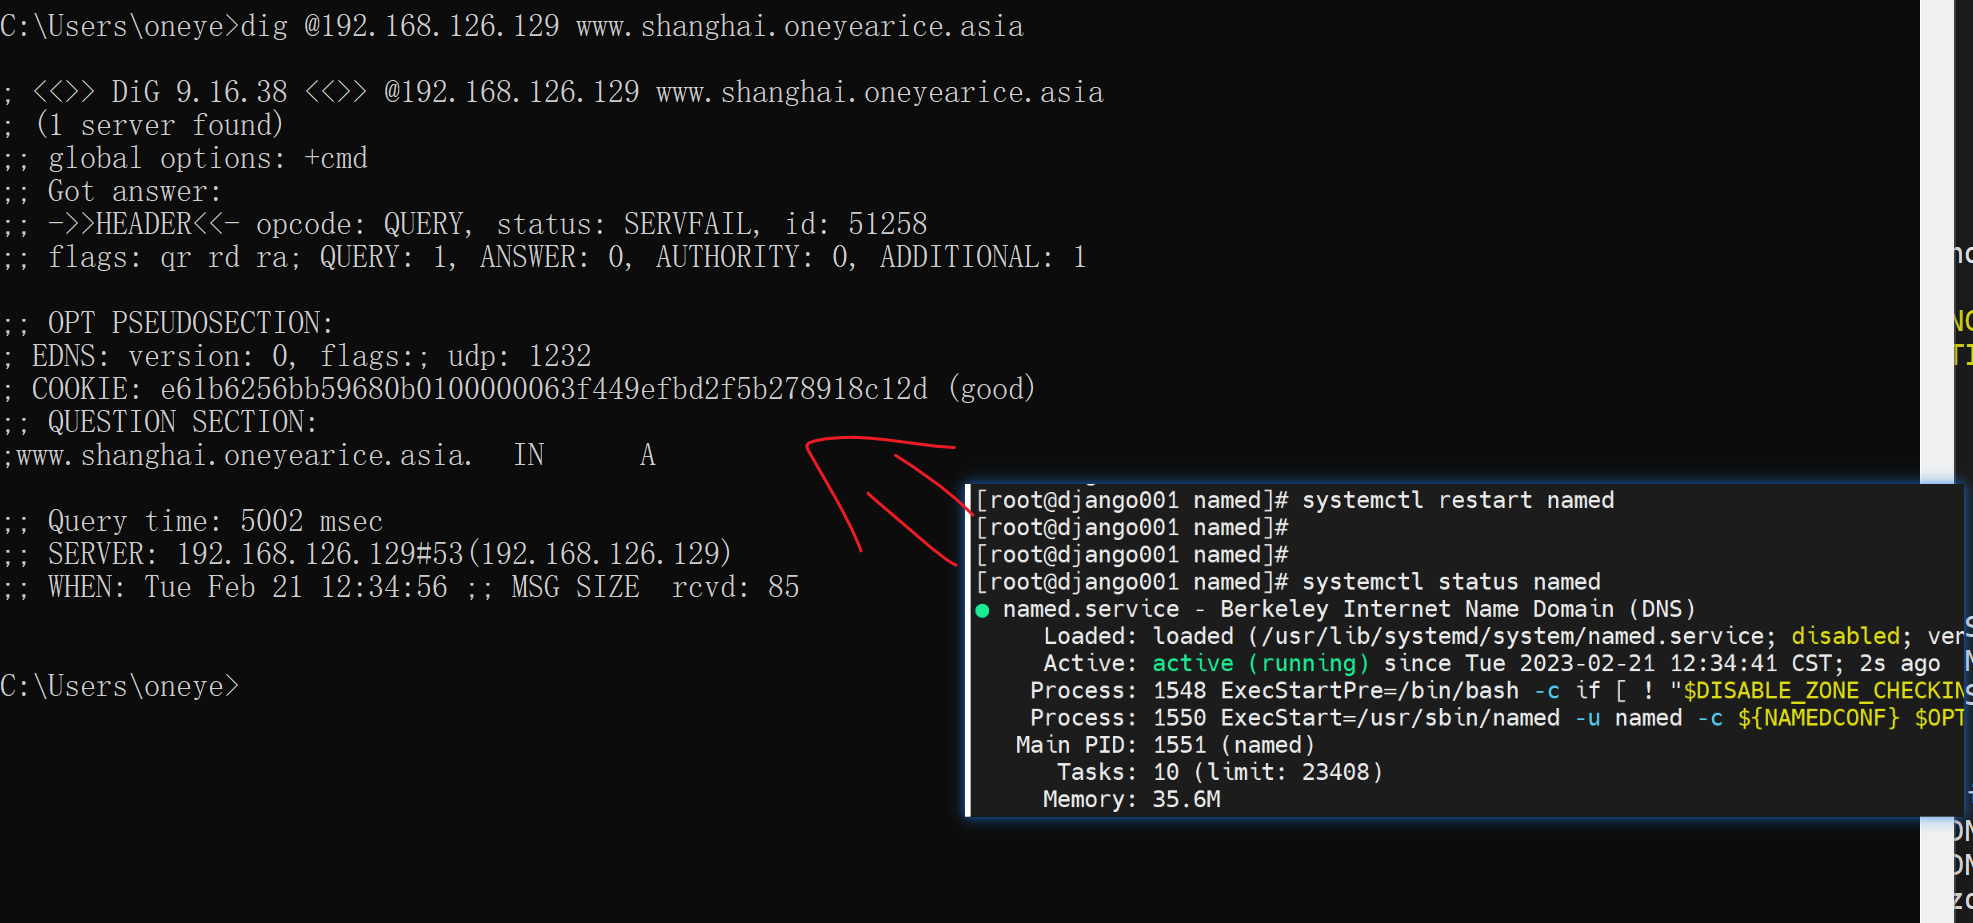 C:\Users\oneye>dig @192.168.126.129 www.shanghai.oneyearice.asia
; <<>> DiG 9.16.38 <<>> @192.168.126.129 www.shanghai.oneyearice.asia
; (1 server found)
;; global options: +cmd
;; Got answer:
;; ->>HEADER<<- opcode: QUERY, status: SERVFAIL, id: 51258
;; flags: qr rd ra; QUERY: 1, ANSWER: 0, AUTHORITY: 0, ADDITIONAL: 1
;; OPT PSEUDOSECTION:
; EDNS: version: 0, flags:; udp: 1232
; COOKIE: e61b6256bb59680b0100000063f449efbd2f5b278918c12d (good)
;; QUESTION SECTION:
;www.shanghai.oneyearice.asia. IN A
;; Query time: 5002 msec
;; SERVER: 192.168.126.129#53(192.168.126.129)
;; WHEN: Tue Feb 21 12:34:56 ;; MSG SIZE rcvd: 85
C:\Users\oneye>
[root@django001 named]# systemctl restart named
[root@django001 named]#
[root@django001 named]#
[root@django001 named]# systemctl status named
● named.service - Berkeley Internet Name Domain (DNS)
Loaded: loaded (/usr/lib/systemd/system/named.service; disabled; ven
Active: active (running) since Tue 2023-02-21 12:34:41 CST; 2s ago
Process: 1548 ExecStartPre=/bin/bash -c if [ ! "$DISABLE_ZONE_CHECKIN
Process: 1550 ExecStart=/usr/sbin/named -u named -c ${NAMEDCONF} $OPT
Main PID: 1551 (named)
Tasks: 10 (limit: 23408)
Memory: 35.6M